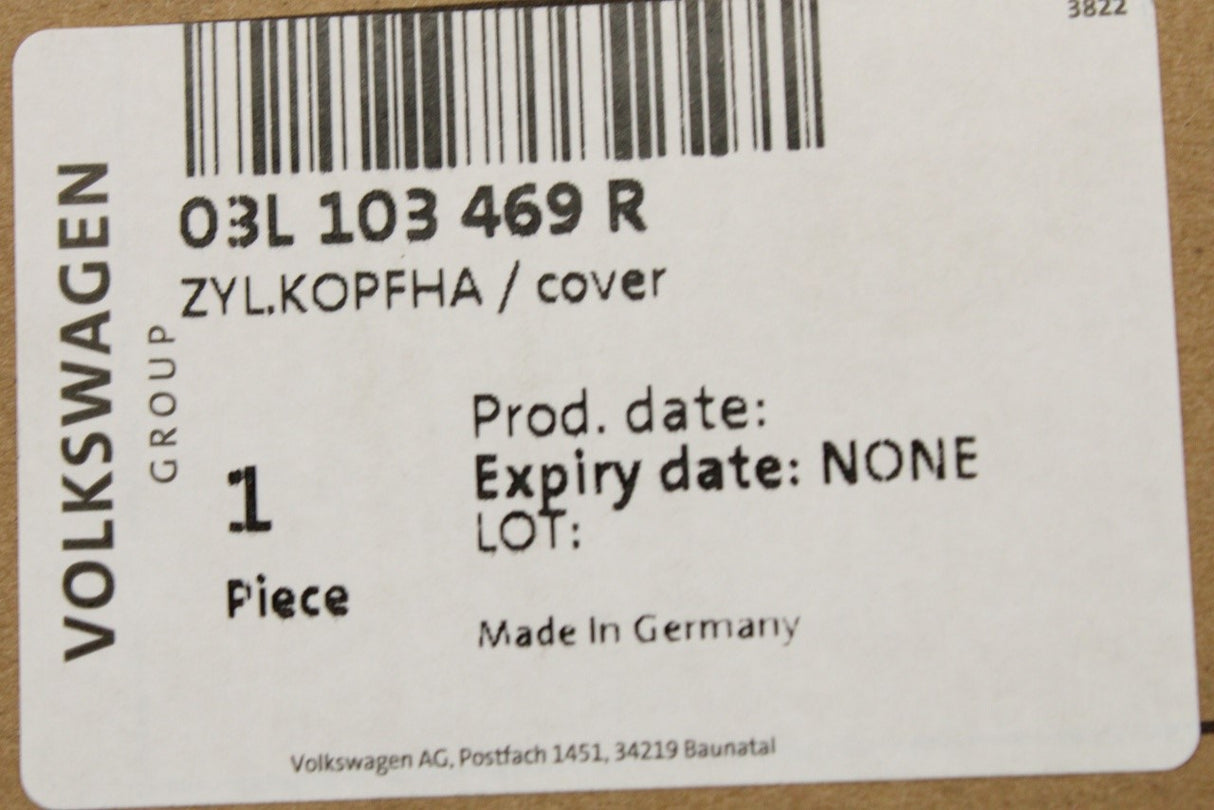 3822
03L 103 469 R
ZYL.KOPFHA / cover
VOLKSWAGEN
GROUP
Prod. date:
Expiry date: NONE
LOT:
1
Piece
Made In Germany
Volkswagen AG, Postfach 1451, 34219 Baunatal